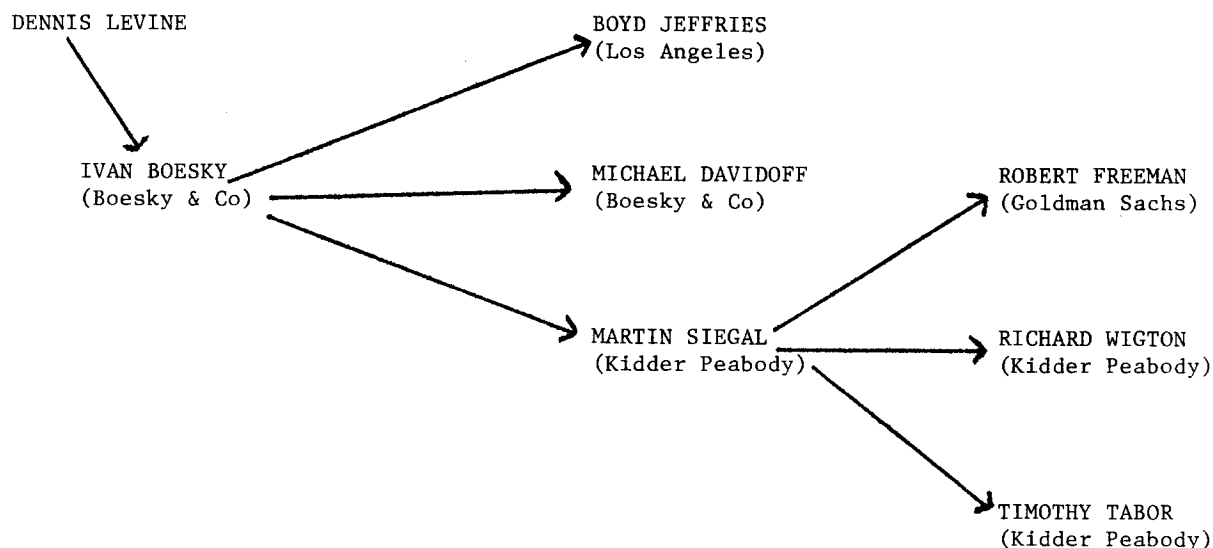 DENNIS LEVINE
BOYD JEFFRIES
(Los Angeles)
IVAN BOESKY
(Boesky & Co)
MICHAEL DAVIDOFF
(Boesky & Co)
ROBERT FREEMAN
(Goldman Sachs)
MARTIN SIEGAL
(Kidder Peabody)
RICHARD WIGTON
(Kidder Peabody)
TIMOTHY TABOR
(Kidder Peabody)